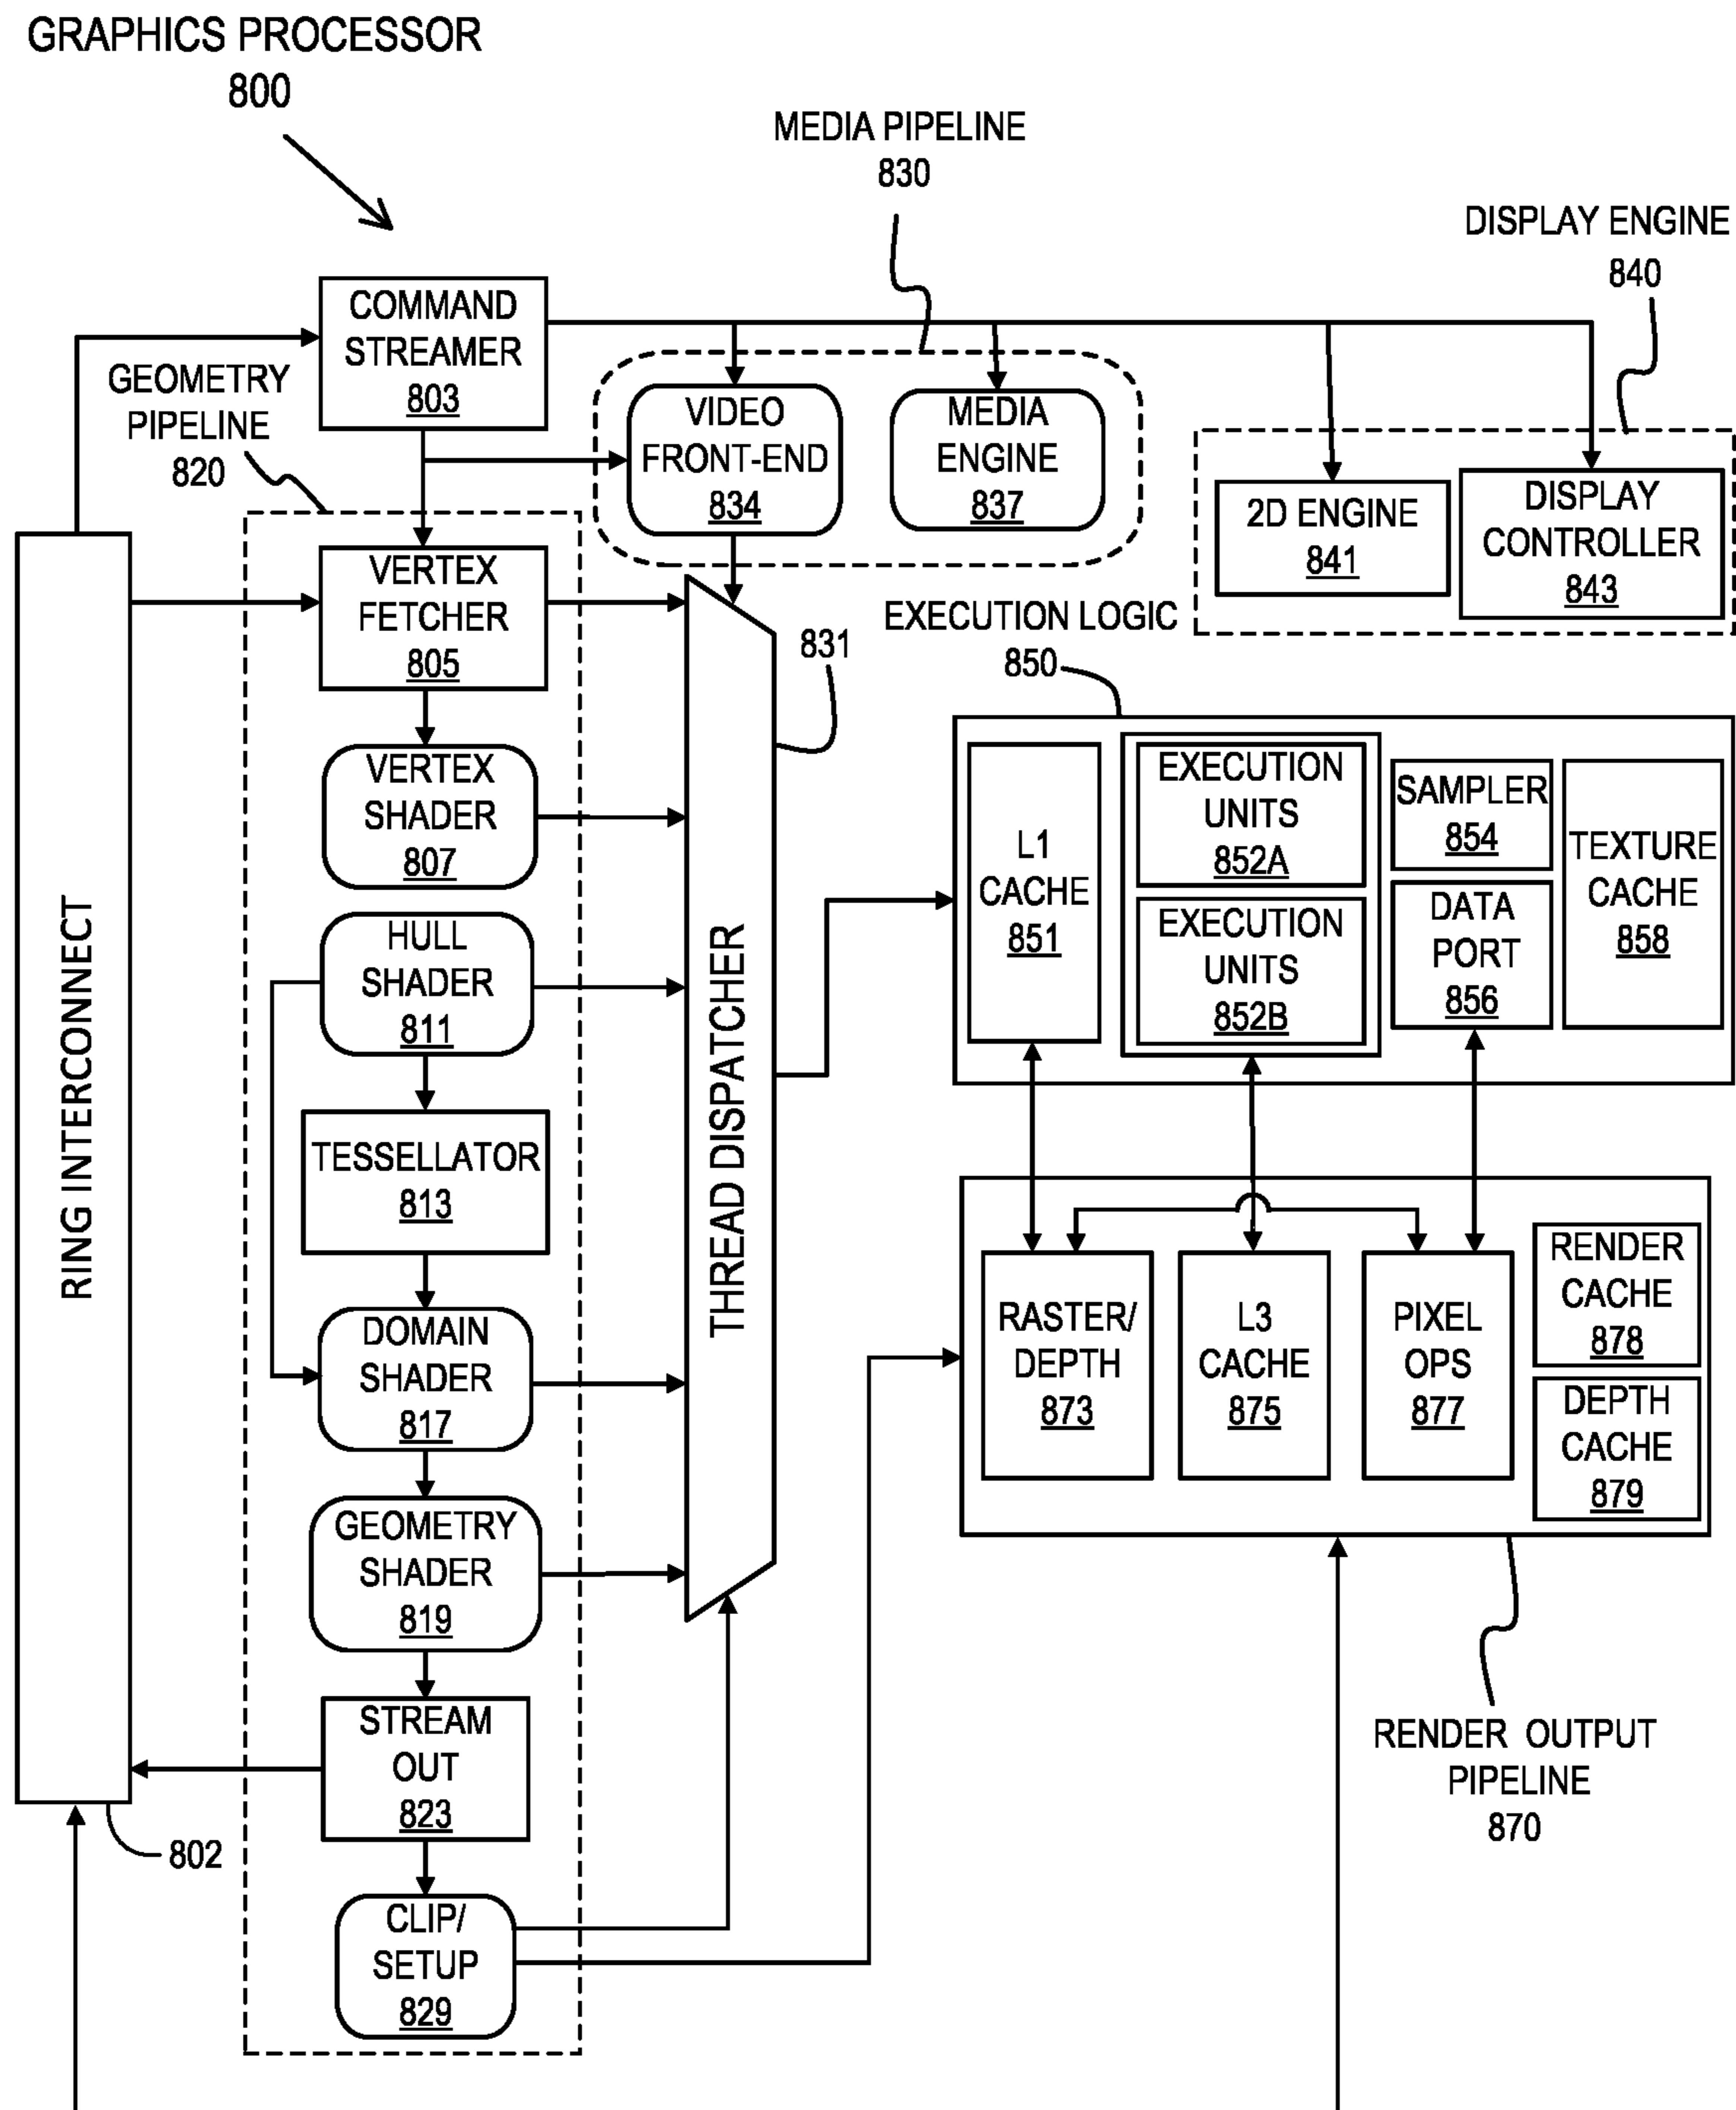 GRAPHICS PROCESSOR
800
MEDIA PIPELINE
830
DISPLAY ENGINE
840
COMMAND
STREAMER
803
GEOMETRY
PIPELINE
820
VIDEO
FRONT-END
834
MEDIA
ENGINE
837
2D ENGINE
841
DISPLAY
CONTROLLER
843
RING INTERCONNECT
802
VERTEX
FETCHER
805
VERTEX
SHADER
807
HULL
SHADER
811
TESSELLATOR
813
DOMAIN
SHADER
817
GEOMETRY
SHADER
819
STREAM
OUT
823
CLIP/
SETUP
829
THREAD DISPATCHER
831
EXECUTION LOGIC
850
L1
CACHE
851
EXECUTION
UNITS
852A
EXECUTION
UNITS
852B
SAMPLER
854
DATA
PORT
856
TEXTURE
CACHE
858
RASTER/
DEPTH
873
L3
CACHE
875
PIXEL
OPS
877
RENDER
CACHE
878
DEPTH
CACHE
879
RENDER OUTPUT
PIPELINE
870